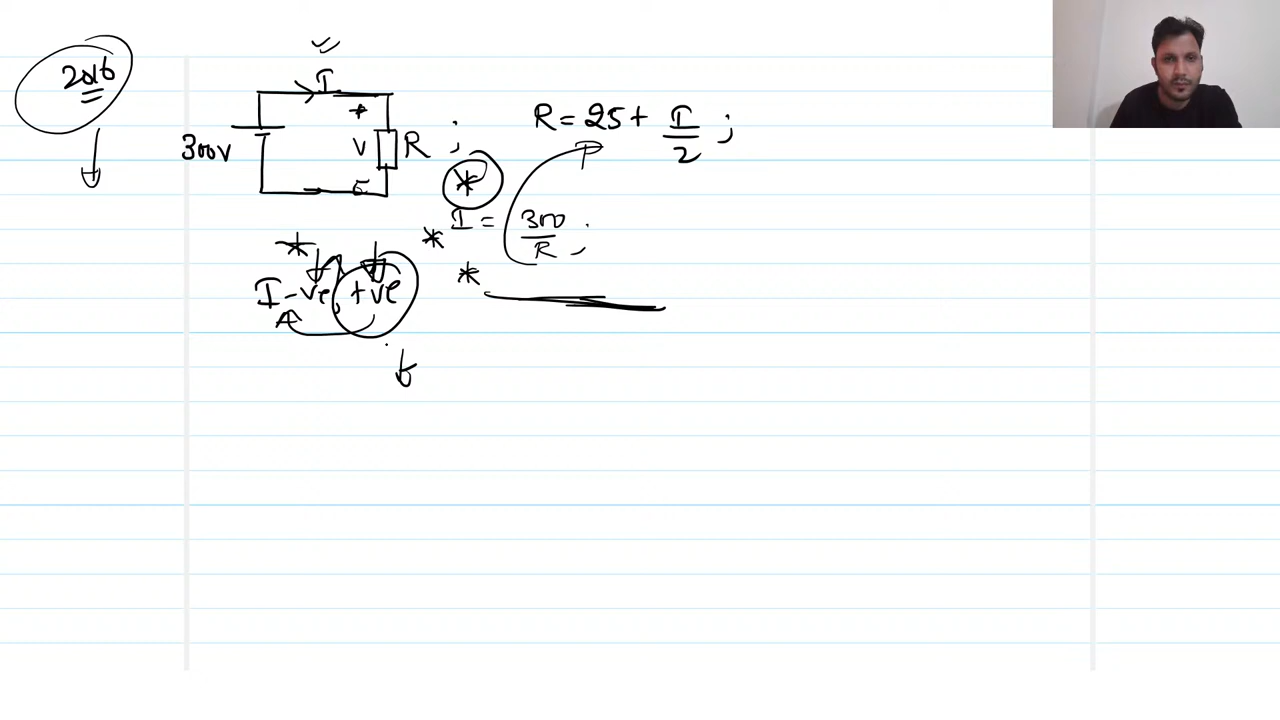 2016
I
+
300V
V
R ;
R = 25 + I/2 ;
I = 300/R ;
I -ve, +ve